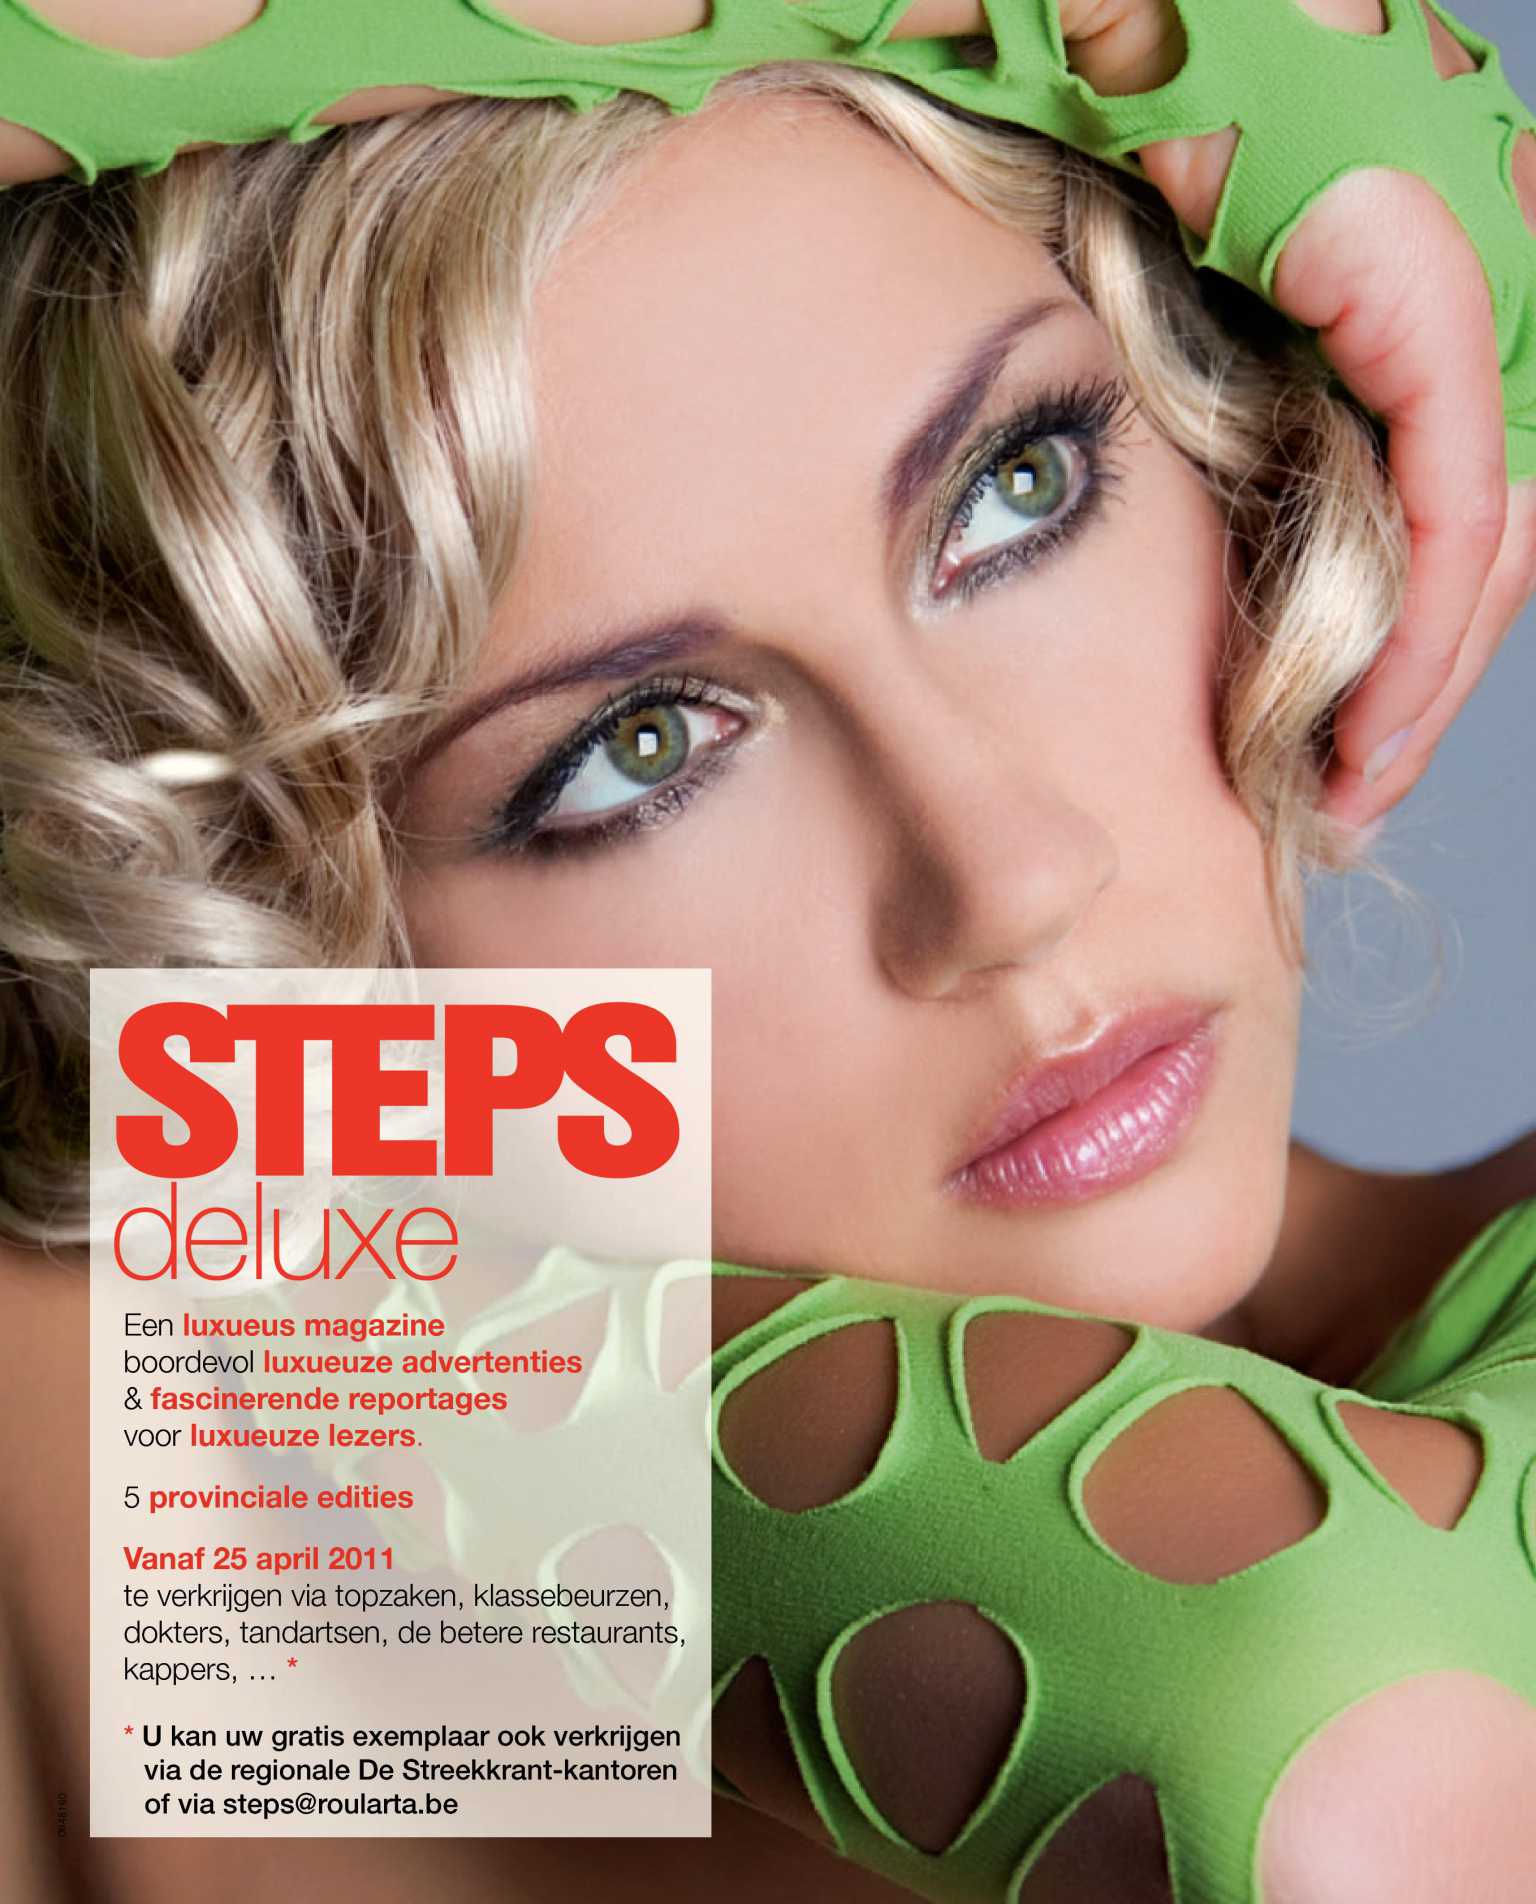 STEPS
deluxe
Een luxueus magazine
boordevol luxueuze advertenties
& fascinerende reportages
voor luxueuze lezers.
5 provinciale edities
Vanaf 25 april 2011
te verkrijgen via topzaken, klassebeurzen,
dokters, tandartsen, de betere restaurants,
kappers, … *
* U kan uw gratis exemplaar ook verkrijgen
via de regionale De Streekkrant-kantoren
of via steps@roularta.be